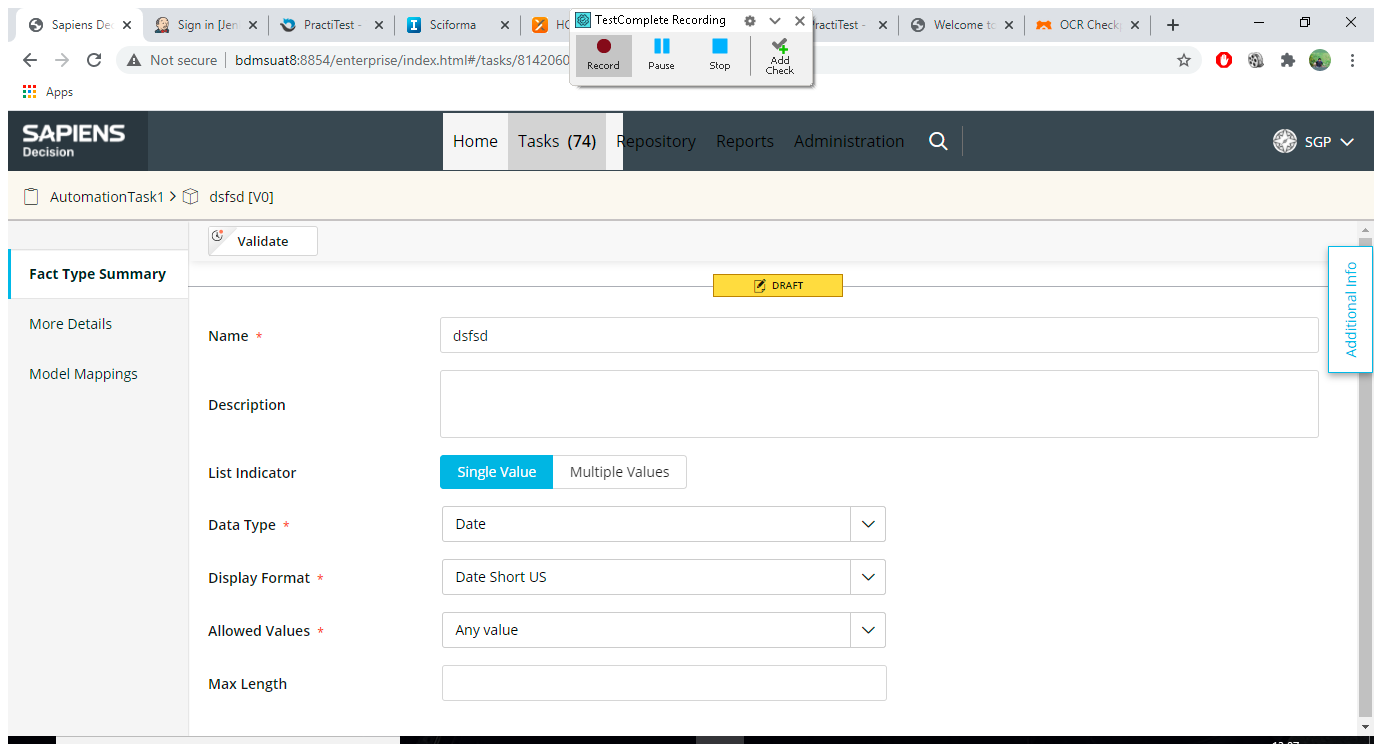 Sapiens Dec
Sign in [Jen
PractiTest -
Sciforma
HC
TestComplete Recording
ractiTest -
Welcome to
OCR Checkp
Record
Pause
Stop
Add
Check
Not secure
bdmsuat8:8854/enterprise/index.html#/tasks/8142060
Apps
SAPIENS
Decision
Home
Tasks (74)
Repository
Reports
Administration
SGP
AutomationTask1 > dsfsd [V0]
Validate
Fact Type Summary
More Details
Model Mappings
DRAFT
Additional Info
Name *
dsfsd
Description
List Indicator
Single Value
Multiple Values
Data Type *
Date
Display Format *
Date Short US
Allowed Values *
Any value
Max Length